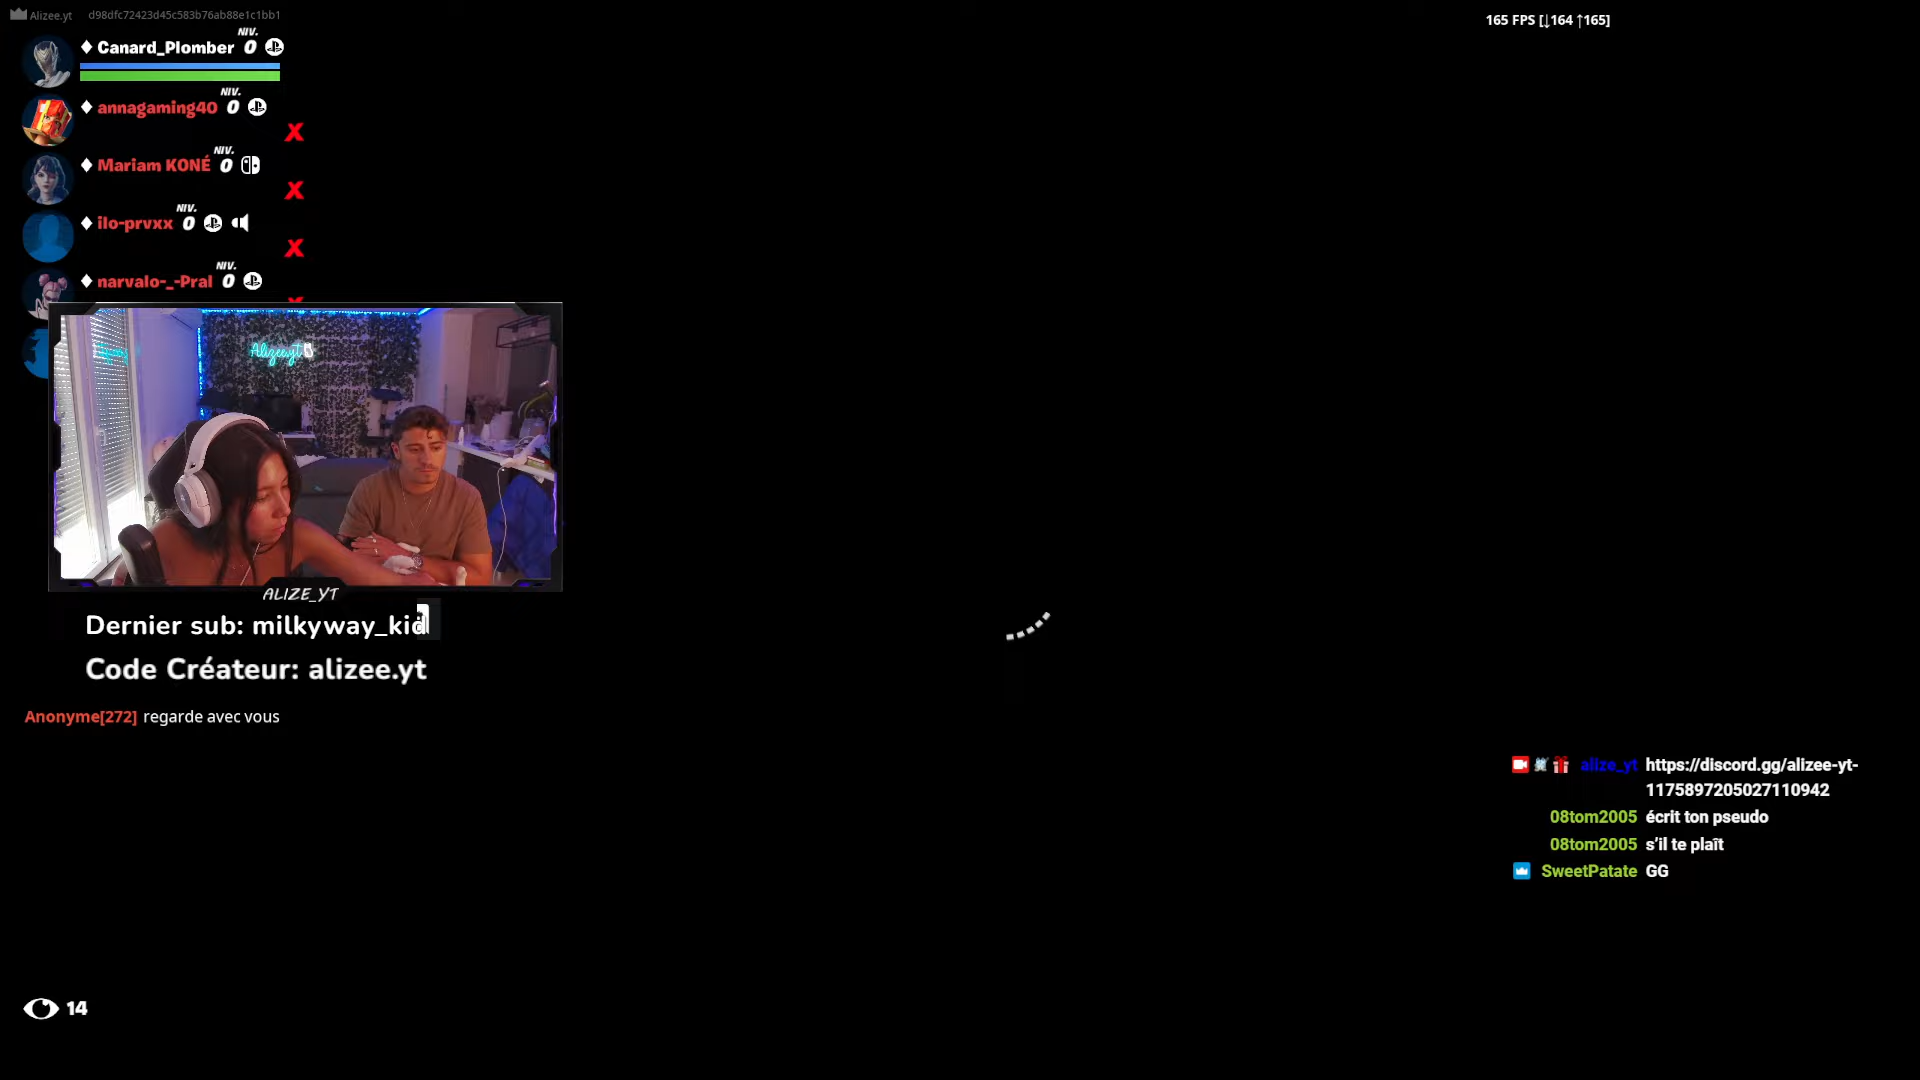 Alizee.yt d98dfc72423d45c583b76ab88e1c1bb1
165 FPS [↓164 ↑165]
Canard_Plomber NIV. 0
annagaming40 NIV. 0
X
Mariam KONÉ NIV. 0
X
ilo-prvxx NIV. 0
X
narvalo-_-Pral NIV. 0
Alizee.yt
ALIZE_YT
Dernier sub: milkyway_kid
Code Créateur: alizee.yt
Anonyme[272] regarde avec vous
alize_yt https://discord.gg/alizee-yt-
1175897205027110942
08tom2005 écrit ton pseudo
08tom2005 s'il te plaît
SweetPatate GG
14